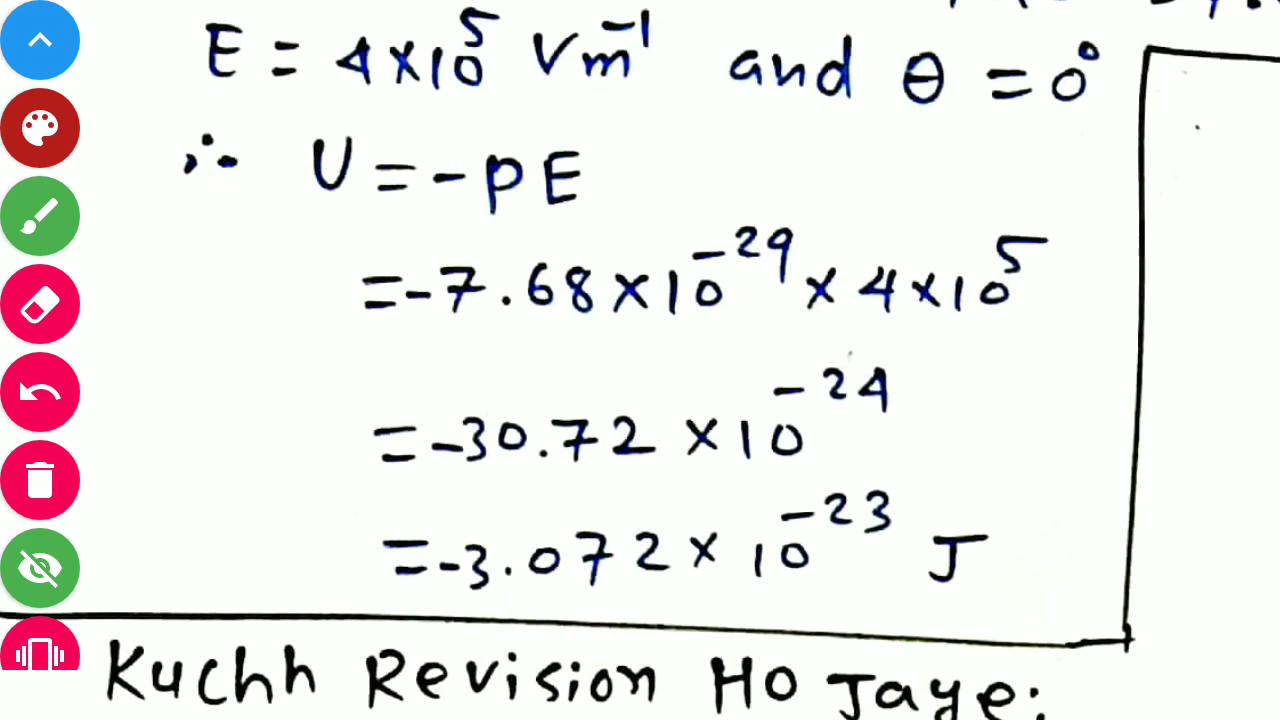 E = 4×10⁵ Vm⁻¹ and θ = 0°
∴ U = -PE
=-7.68×10⁻²⁹ × 4×10⁵
=-30.72 ×10⁻²⁴
=-3.072× 10⁻²³ J
Kuchh Revision Ho Jaye: